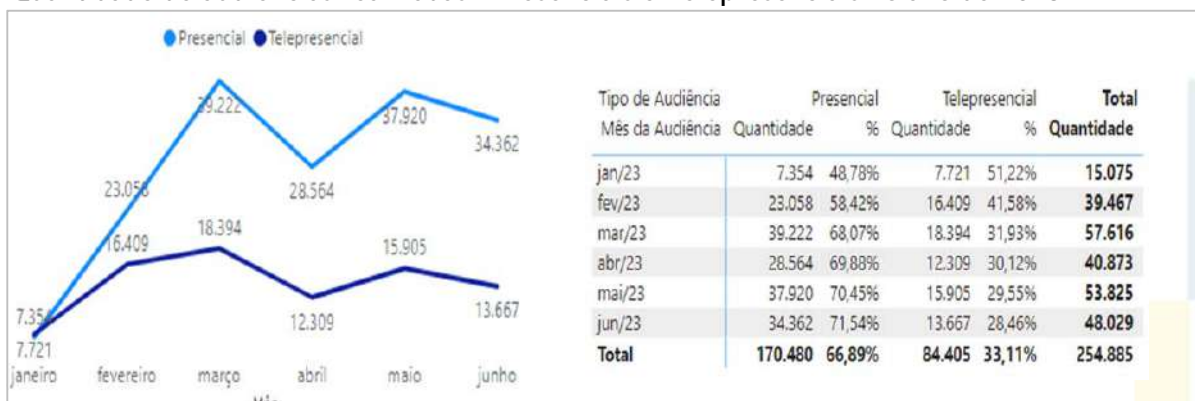 Presencial Telepresencial
39.222
37.920
34.362
23.058
28.564
18.394
16.409
15.905
13.667
12.309
7.354
7.721
janeiro fevereiro março abril maio junho
Tipo de Audiência Presencial Telepresencial Total
Mês da Audiência Quantidade % Quantidade % Quantidade
jan/23 7.354 48,78% 7.721 51,22% 15.075
fev/23 23.058 58,42% 16.409 41,58% 39.467
mar/23 39.222 68,07% 18.394 31,93% 57.616
abr/23 28.564 69,88% 12.309 30,12% 40.873
mai/23 37.920 70,45% 15.905 29,55% 53.825
jun/23 34.362 71,54% 13.667 28,46% 48.029
Total 170.480 66,89% 84.405 33,11% 254.885